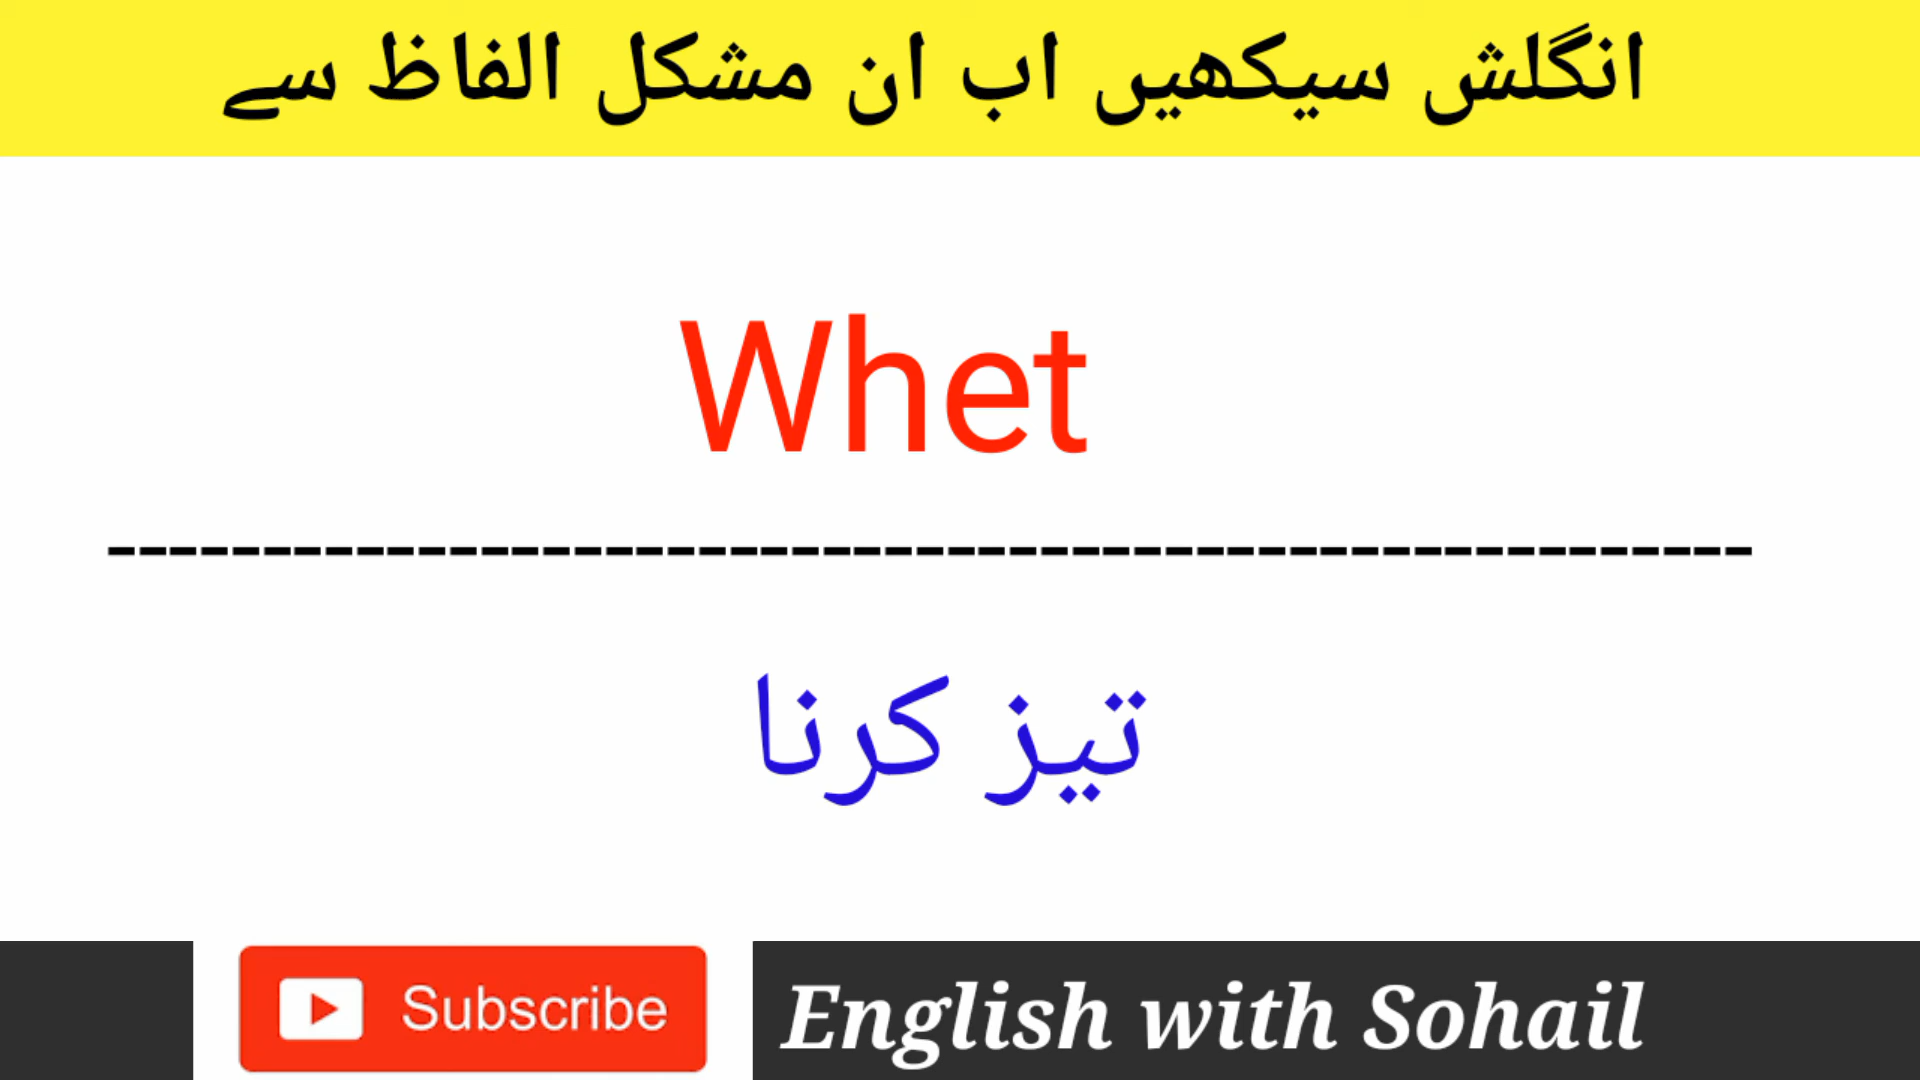 انگلش سیکھیں اب ان مشکل الفاظ سے
Whet
-----------------------------------------------------
تیز کرنا
Subscribe
English with Sohail